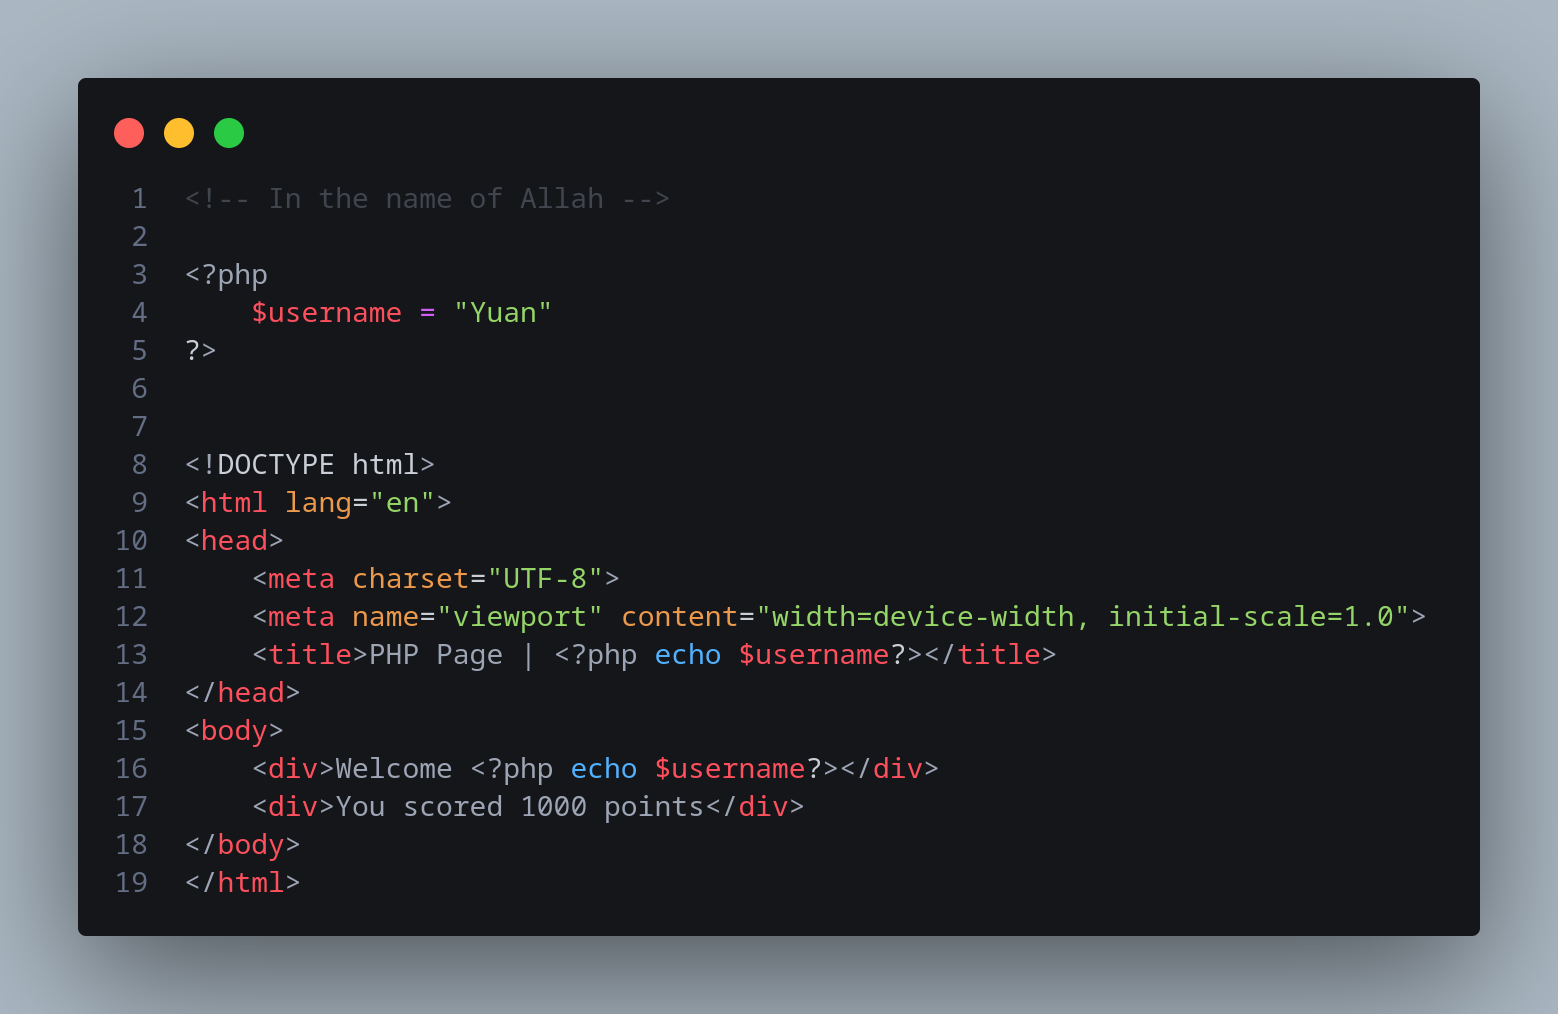 1 <!-- In the name of Allah -->
2
3 <?php
4     $username = "Yuan"
5 ?>
6
7
8 <!DOCTYPE html>
9 <html lang="en">
10 <head>
11     <meta charset="UTF-8">
12     <meta name="viewport" content="width=device-width, initial-scale=1.0">
13     <title>PHP Page | <?php echo $username?></title>
14 </head>
15 <body>
16     <div>Welcome <?php echo $username?></div>
17     <div>You scored 1000 points</div>
18 </body>
19 </html>